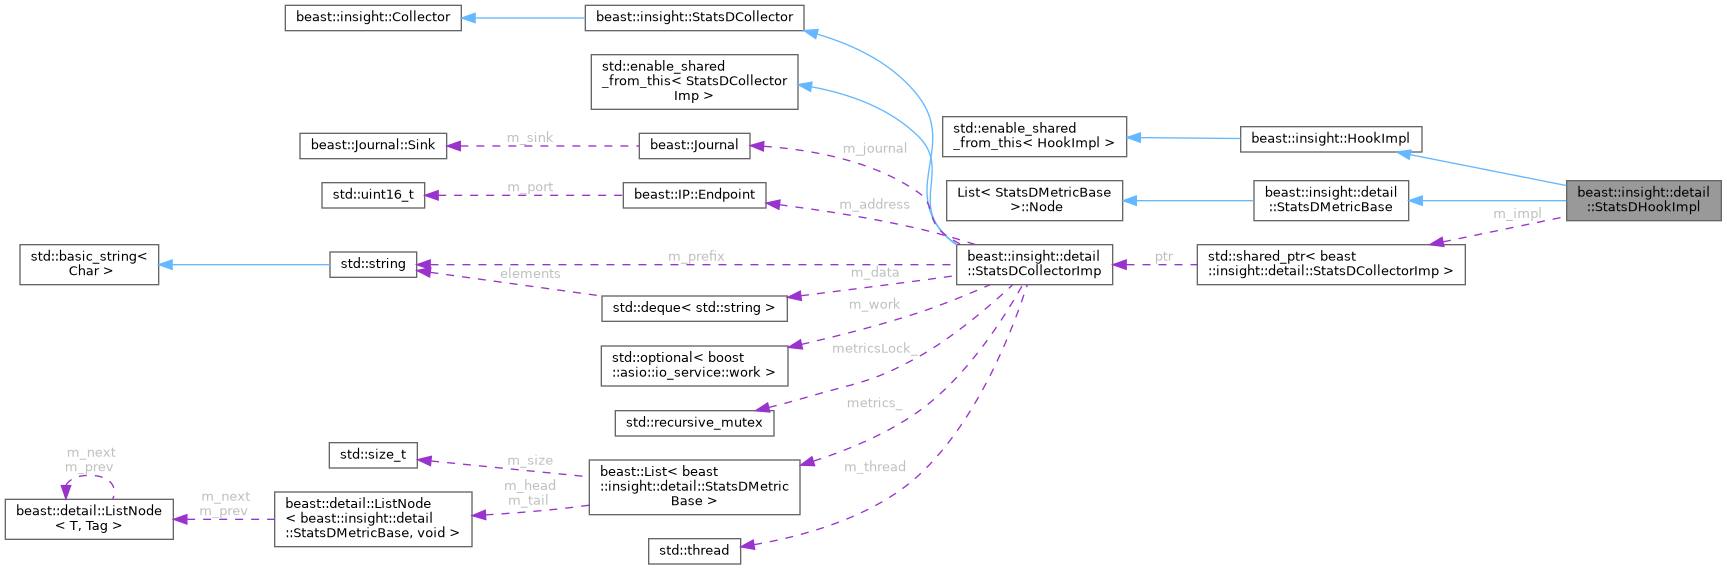 beast::insight::Collector
beast::insight::StatsDCollector
std::enable_shared
_from_this< StatsDCollector
Imp >
beast::Journal::Sink
m_sink
beast::Journal
m_journal
std::enable_shared
_from_this< HookImpl >
beast::insight::HookImpl
std::uint16_t
m_port
beast::IP::Endpoint
m_address
List< StatsDMetricBase
>::Node
beast::insight::detail
::StatsDMetricBase
beast::insight::detail
::StatsDHookImpl
m_impl
std::basic_string<
Char >
std::string
m_prefix
elements
std::deque< std::string >
m_data
beast::insight::detail
::StatsDCollectorImp
ptr
std::shared_ptr< beast
::insight::detail::StatsDCollectorImp >
m_work
std::optional< boost
::asio::io_service::work >
metricsLock_
std::recursive_mutex
metrics_
std::size_t
m_size
beast::List< beast
::insight::detail::StatsDMetric
Base >
m_head
m_tail
m_thread
m_next
m_prev
beast::detail::ListNode
< T, Tag >
m_next
m_prev
beast::detail::ListNode
< beast::insight::detail
::StatsDMetricBase, void >
std::thread